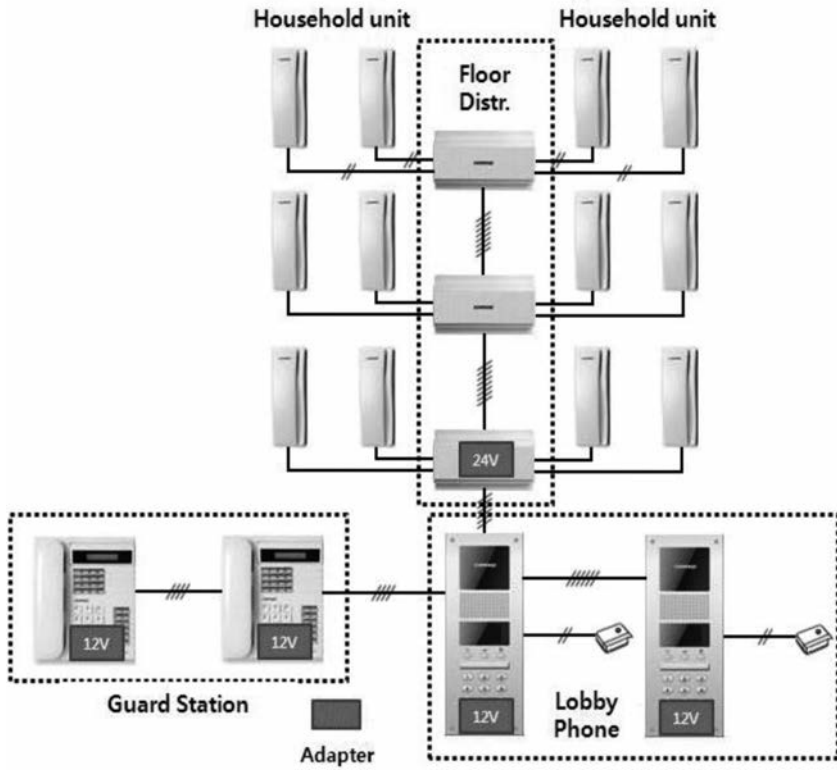 Household unit
Household unit
Floor
Distr.
24V
12V
12V
12V
12V
Guard Station
Lobby
Phone
Adapter